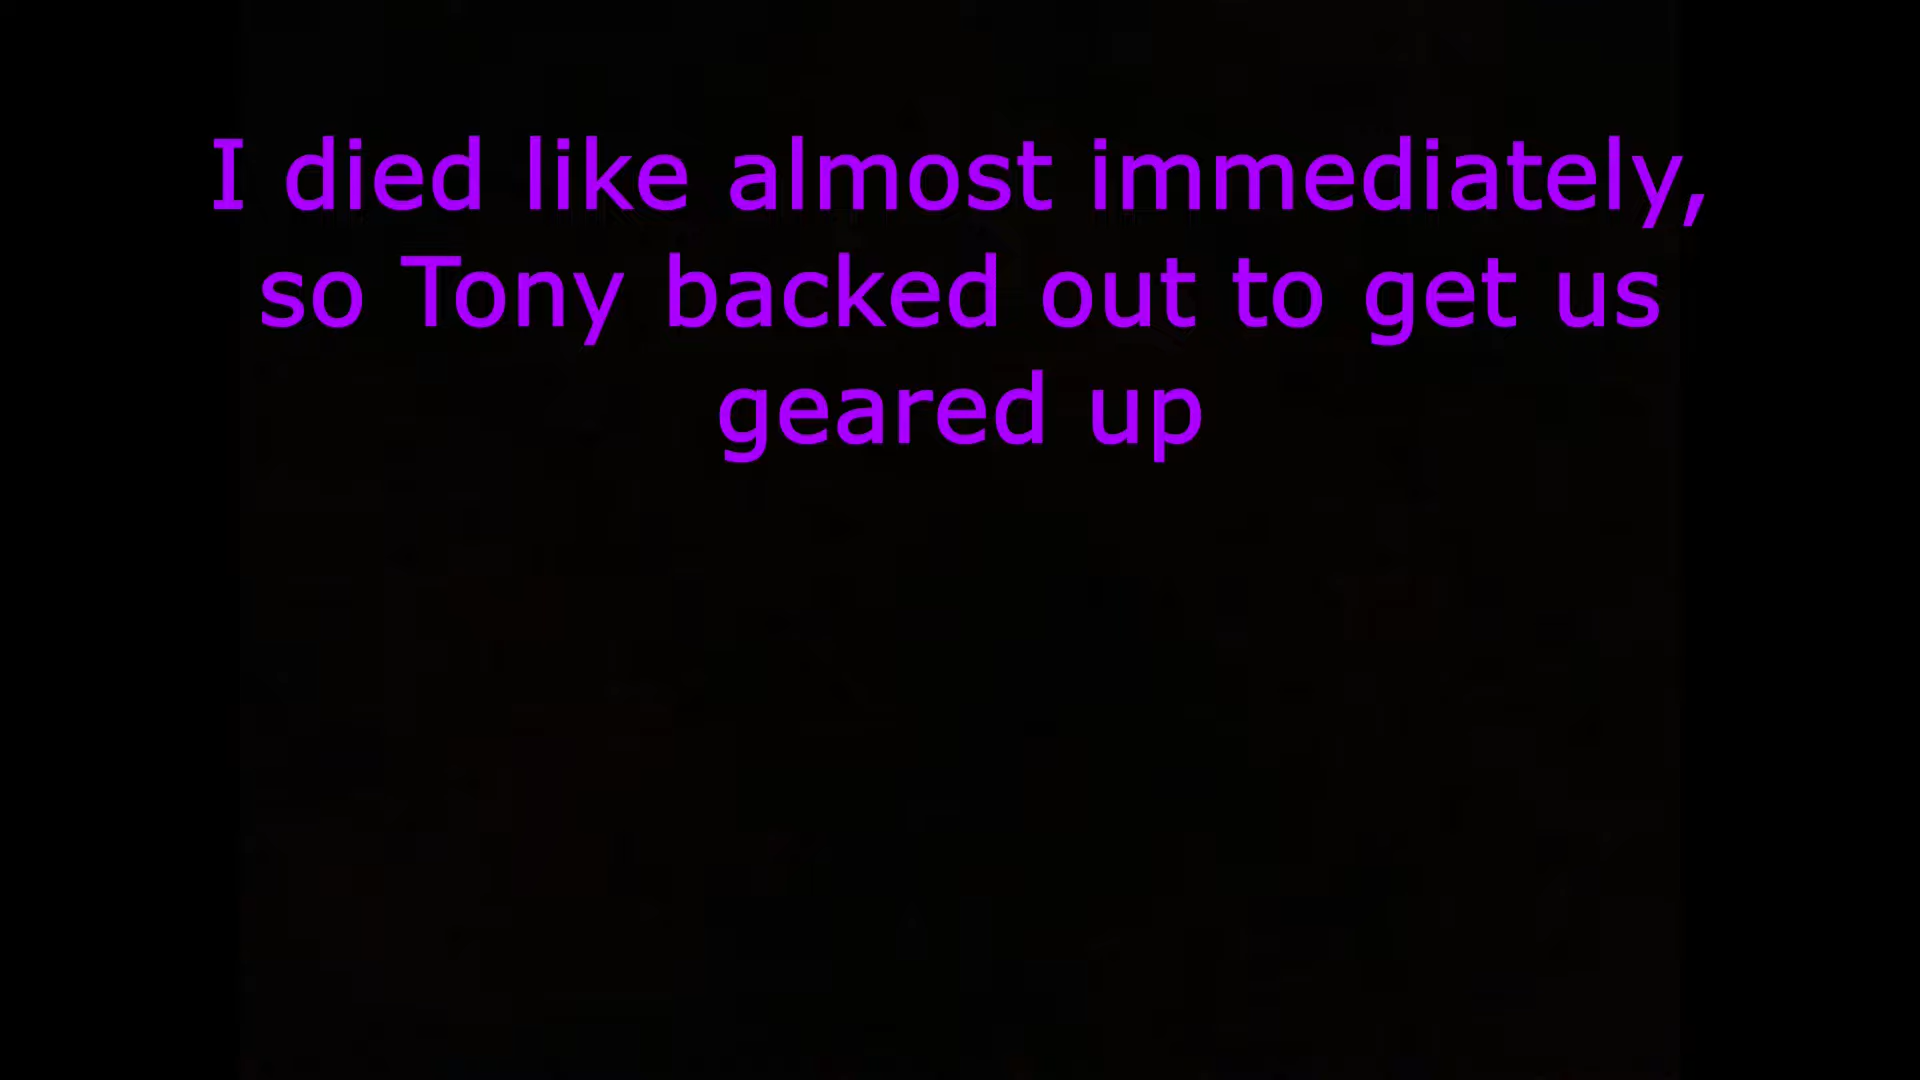 I died like almost immediately,
so Tony backed out to get us
geared up